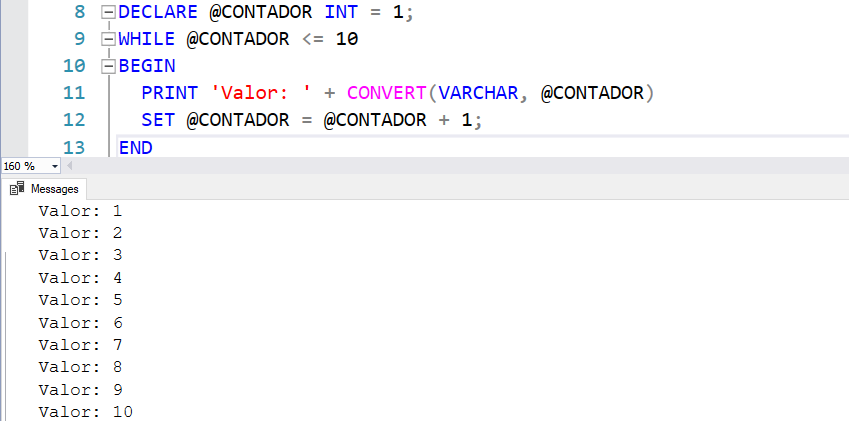 8 DECLARE @CONTADOR INT = 1;
9 WHILE @CONTADOR <= 10
10 BEGIN
11 PRINT 'Valor: ' + CONVERT(VARCHAR, @CONTADOR)
12 SET @CONTADOR = @CONTADOR + 1;
13 END
160 %
Messages
Valor: 1
Valor: 2
Valor: 3
Valor: 4
Valor: 5
Valor: 6
Valor: 7
Valor: 8
Valor: 9
Valor: 10